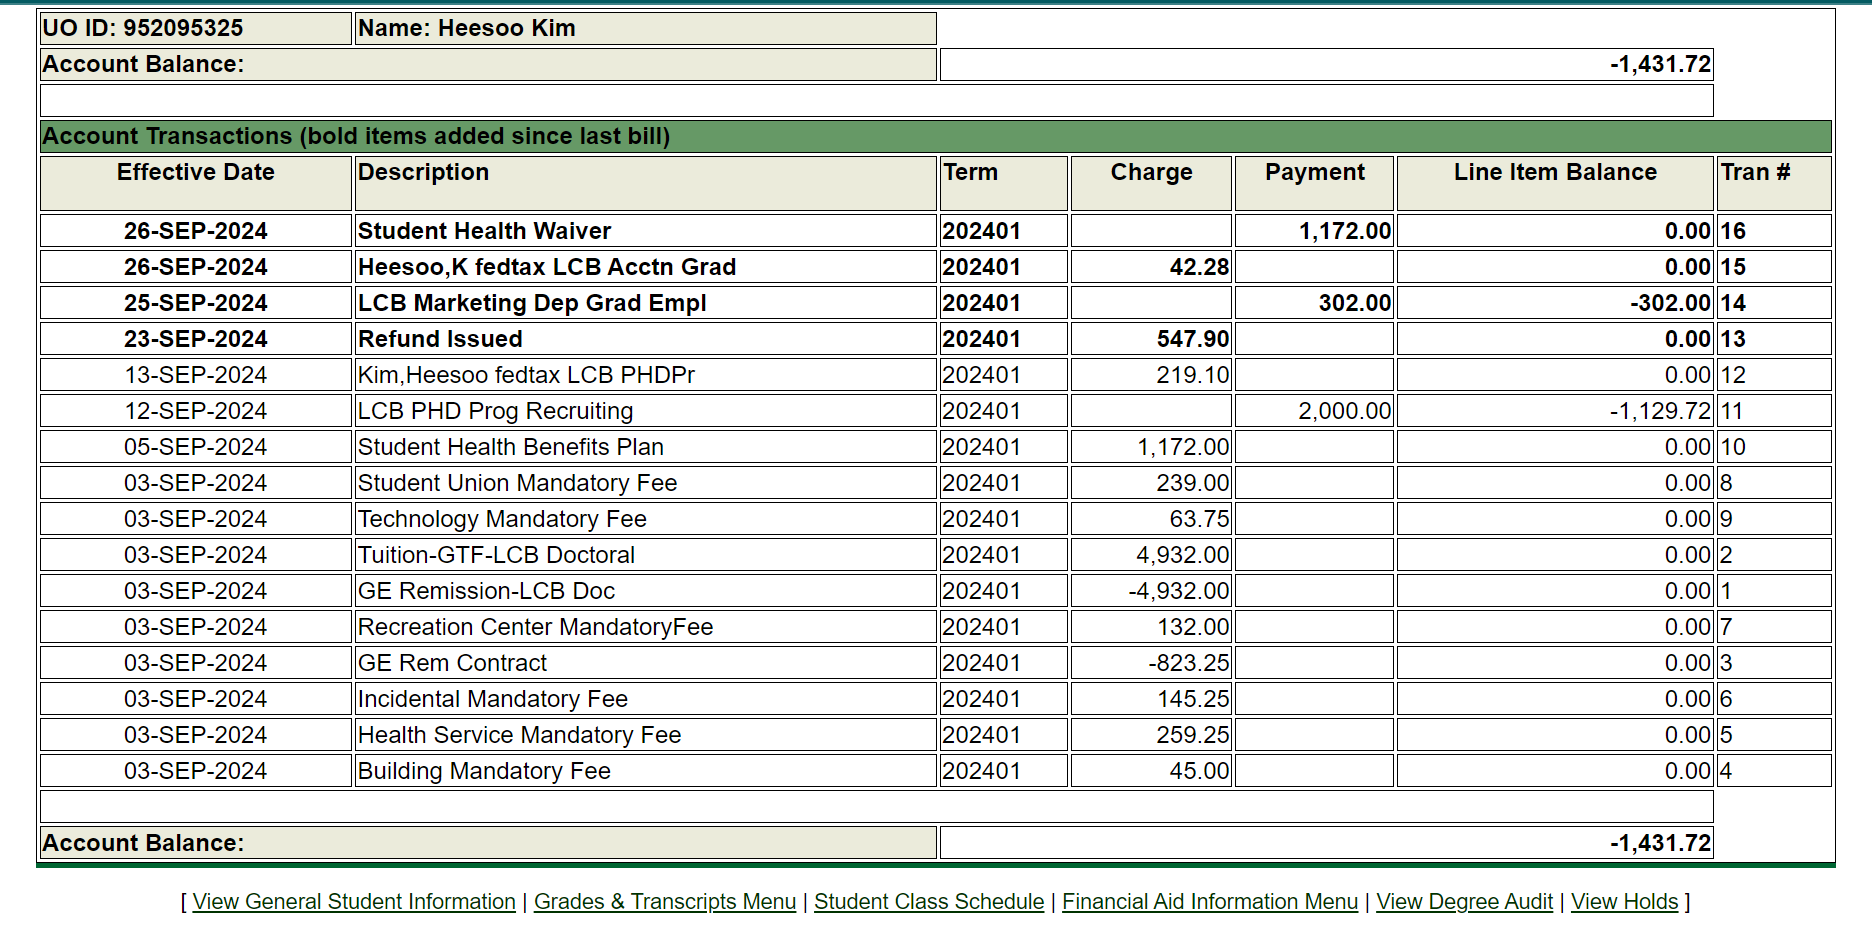 UO ID: 952095325 Name: Heesoo Kim
Account Balance: -1,431.72
Account Transactions (bold items added since last bill)
Effective Date Description Term Charge Payment Line Item Balance Tran #
26-SEP-2024 Student Health Waiver 202401 1,172.00 0.00 16
26-SEP-2024 Heesoo,K fedtax LCB Acctn Grad 202401 42.28 0.00 15
25-SEP-2024 LCB Marketing Dep Grad Empl 202401 302.00 -302.00 14
23-SEP-2024 Refund Issued 202401 547.90 0.00 13
13-SEP-2024 Kim,Heesoo fedtax LCB PHDPr 202401 219.10 0.00 12
12-SEP-2024 LCB PHD Prog Recruiting 202401 2,000.00 -1,129.72 11
05-SEP-2024 Student Health Benefits Plan 202401 1,172.00 0.00 10
03-SEP-2024 Student Union Mandatory Fee 202401 239.00 0.00 8
03-SEP-2024 Technology Mandatory Fee 202401 63.75 0.00 9
03-SEP-2024 Tuition-GTF-LCB Doctoral 202401 4,932.00 0.00 2
03-SEP-2024 GE Remission-LCB Doc 202401 -4,932.00 0.00 1
03-SEP-2024 Recreation Center MandatoryFee 202401 132.00 0.00 7
03-SEP-2024 GE Rem Contract 202401 -823.25 0.00 3
03-SEP-2024 Incidental Mandatory Fee 202401 145.25 0.00 6
03-SEP-2024 Health Service Mandatory Fee 202401 259.25 0.00 5
03-SEP-2024 Building Mandatory Fee 202401 45.00 0.00 4
Account Balance: -1,431.72
[ View General Student Information | Grades & Transcripts Menu | Student Class Schedule | Financial Aid Information Menu | View Degree Audit | View Holds ]